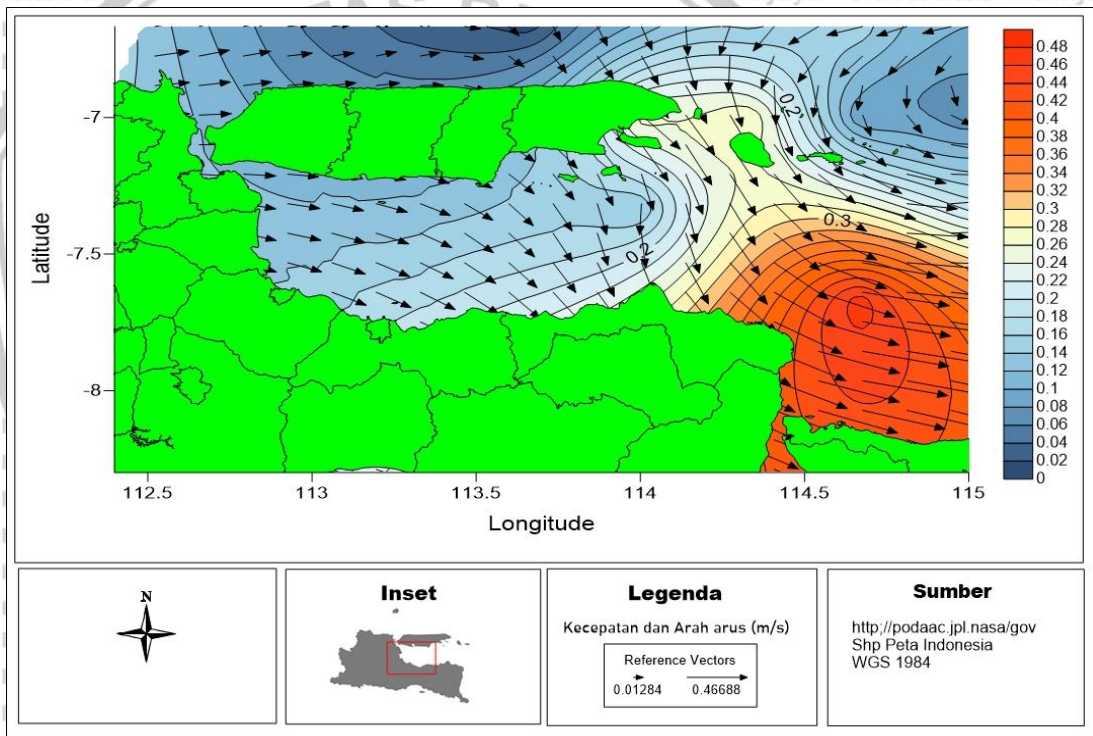 Latitude
-7
-7.5
-8
0.2
0.2
0.3
112.5 113 113.5 114 114.5 115
Longitude
0.48
0.46
0.44
0.42
0.4
0.38
0.36
0.34
0.32
0.3
0.28
0.26
0.24
0.22
0.2
0.18
0.16
0.14
0.12
0.1
0.08
0.06
0.04
0.02
0
N
Inset
Legenda
Kecepatan dan Arah arus (m/s)
Reference Vectors
0.01284 0.46688
Sumber
http;//podaac.jpl.nasa/gov
Shp Peta Indonesia
WGS 1984